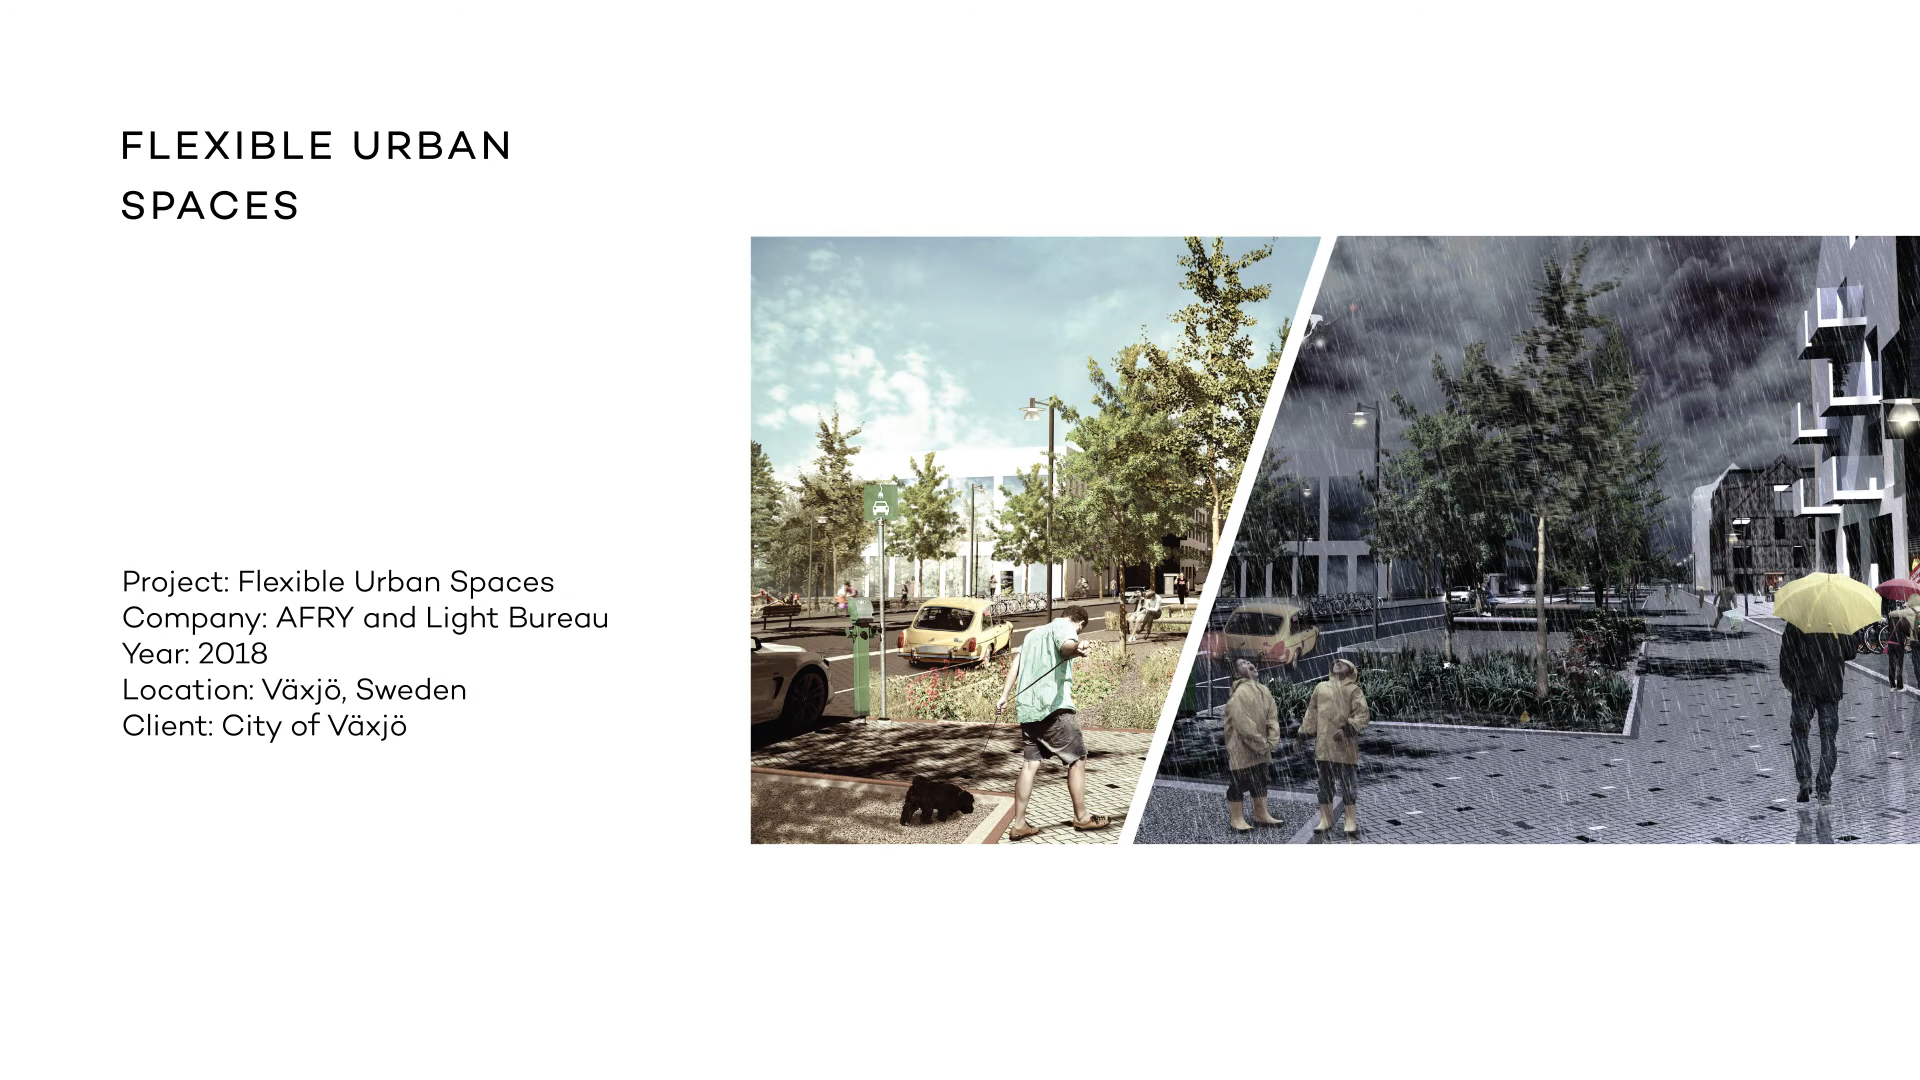 FLEXIBLE URBAN
SPACES
Project: Flexible Urban Spaces
Company: AFRY and Light Bureau
Year: 2018
Location: Växjö, Sweden
Client: City of Växjö